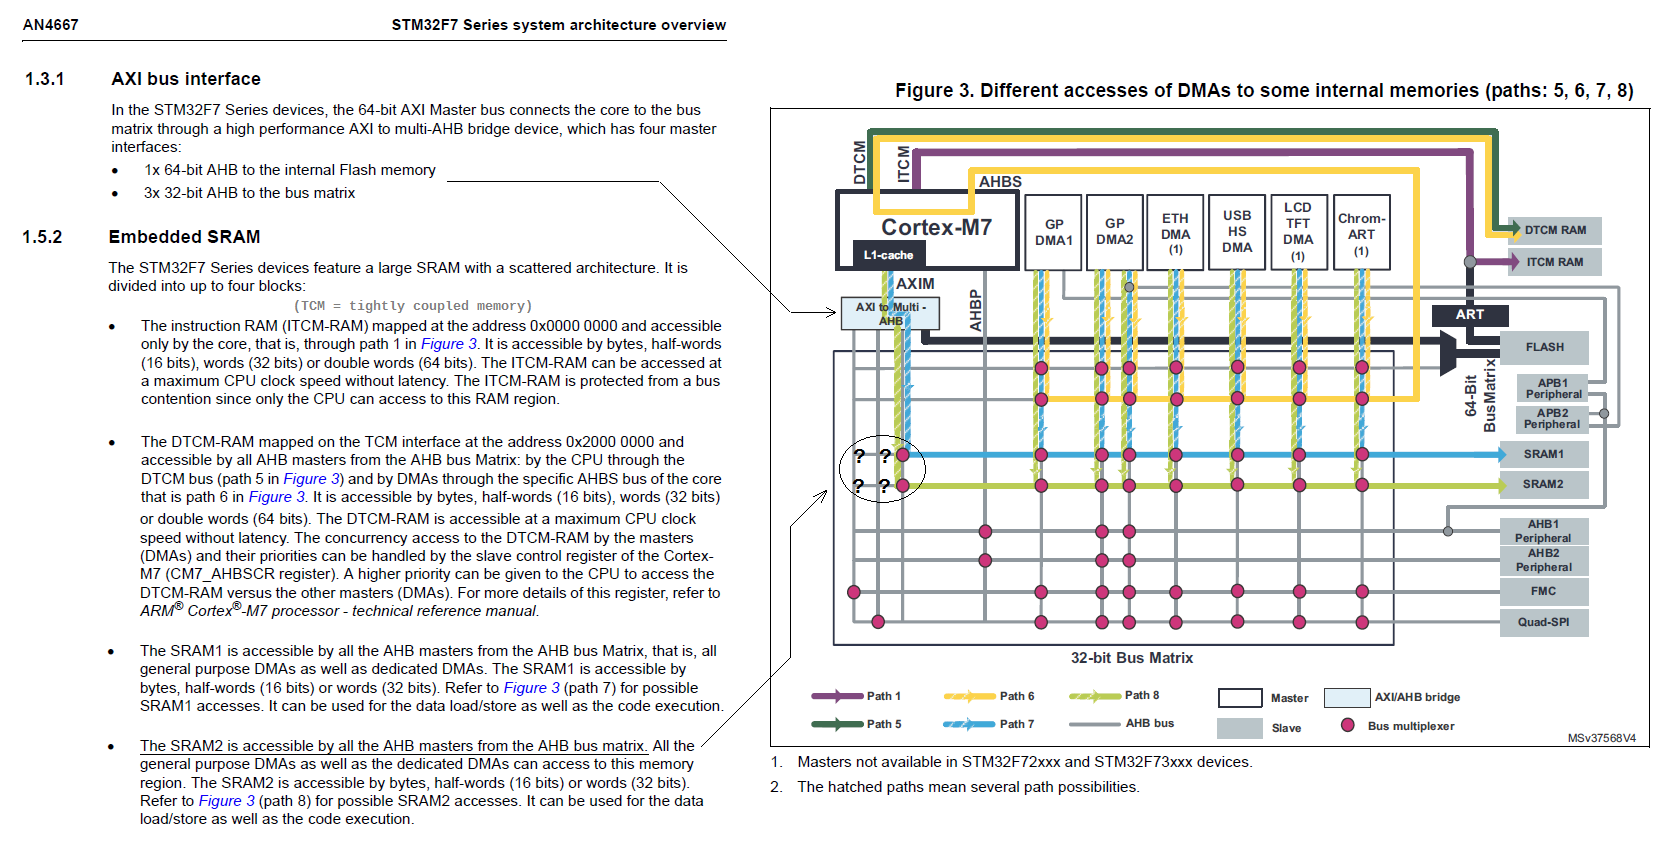 AN4667
STM32F7 Series system architecture overview
1.3.1 AXI bus interface
In the STM32F7 Series devices, the 64-bit AXI Master bus connects the core to the bus
matrix through a high performance AXI to multi-AHB bridge device, which has four master
interfaces:
• 1x 64-bit AHB to the internal Flash memory
• 3x 32-bit AHB to the bus matrix
1.5.2 Embedded SRAM
The STM32F7 Series devices feature a large SRAM with a scattered architecture. It is
divided into up to four blocks:
(TCM = tightly coupled memory)
• The instruction RAM (ITCM-RAM) mapped at the address 0x0000 0000 and accessible
only by the core, that is, through path 1 in Figure 3. It is accessible by bytes, half-words
(16 bits), words (32 bits) or double words (64 bits). The ITCM-RAM can be accessed at
a maximum CPU clock speed without latency. The ITCM-RAM is protected from a bus
contention since only the CPU can access to this RAM region.
• The DTCM-RAM mapped on the TCM interface at the address 0x2000 0000 and
accessible by all AHB masters from the AHB bus Matrix: by the CPU through the
DTCM bus (path 5 in Figure 3) and by DMAs through the specific AHBS bus of the core
that is path 6 in Figure 3. It is accessible by bytes, half-words (16 bits), words (32 bits)
or double words (64 bits). The DTCM-RAM is accessible at a maximum CPU clock
speed without latency. The concurrency access to the DTCM-RAM by the masters
(DMAs) and their priorities can be handled by the slave control register of the Cortex-
M7 (CM7_AHBSCR register). A higher priority can be given to the CPU to access the
DTCM-RAM versus the other masters (DMAs). For more details of this register, refer to
ARM® Cortex®-M7 processor - technical reference manual.
• The SRAM1 is accessible by all the AHB masters from the AHB bus Matrix, that is, all
general purpose DMAs as well as dedicated DMAs. The SRAM1 is accessible by
bytes, half-words (16 bits) or words (32 bits). Refer to Figure 3 (path 7) for possible
SRAM1 accesses. It can be used for the data load/store as well as the code execution.
• The SRAM2 is accessible by all the AHB masters from the AHB bus matrix. All the
general purpose DMAs as well as the dedicated DMAs can access to this memory
region. The SRAM2 is accessible by bytes, half-words (16 bits) or words (32 bits).
Refer to Figure 3 (path 8) for possible SRAM2 accesses. It can be used for the data
load/store as well as the code execution.
Figure 3. Different accesses of DMAs to some internal memories (paths: 5, 6, 7, 8)
DTCM
ITCM
AHBS
Cortex-M7
L1-cache
GP
DMA1
GP
DMA2
ETH
DMA
(1)
USB
HS
DMA
LCD
TFT
DMA
(1)
Chrom-
ART
(1)
DTCM RAM
ITCM RAM
AXIM
AXI to Multi -
AHB
AHBP
ART
FLASH
64-Bit
BusMatrix
APB1
Peripheral
APB2
Peripheral
? ?
? ?
SRAM1
SRAM2
AHB1
Peripheral
AHB2
Peripheral
FMC
Quad-SPI
32-bit Bus Matrix
Path 1
Path 6
Path 8
Master
AXI/AHB bridge
Path 5
Path 7
AHB bus
Slave
Bus multiplexer
MSv37568V4
1. Masters not available in STM32F72xxx and STM32F73xxx devices.
2. The hatched paths mean several path possibilities.